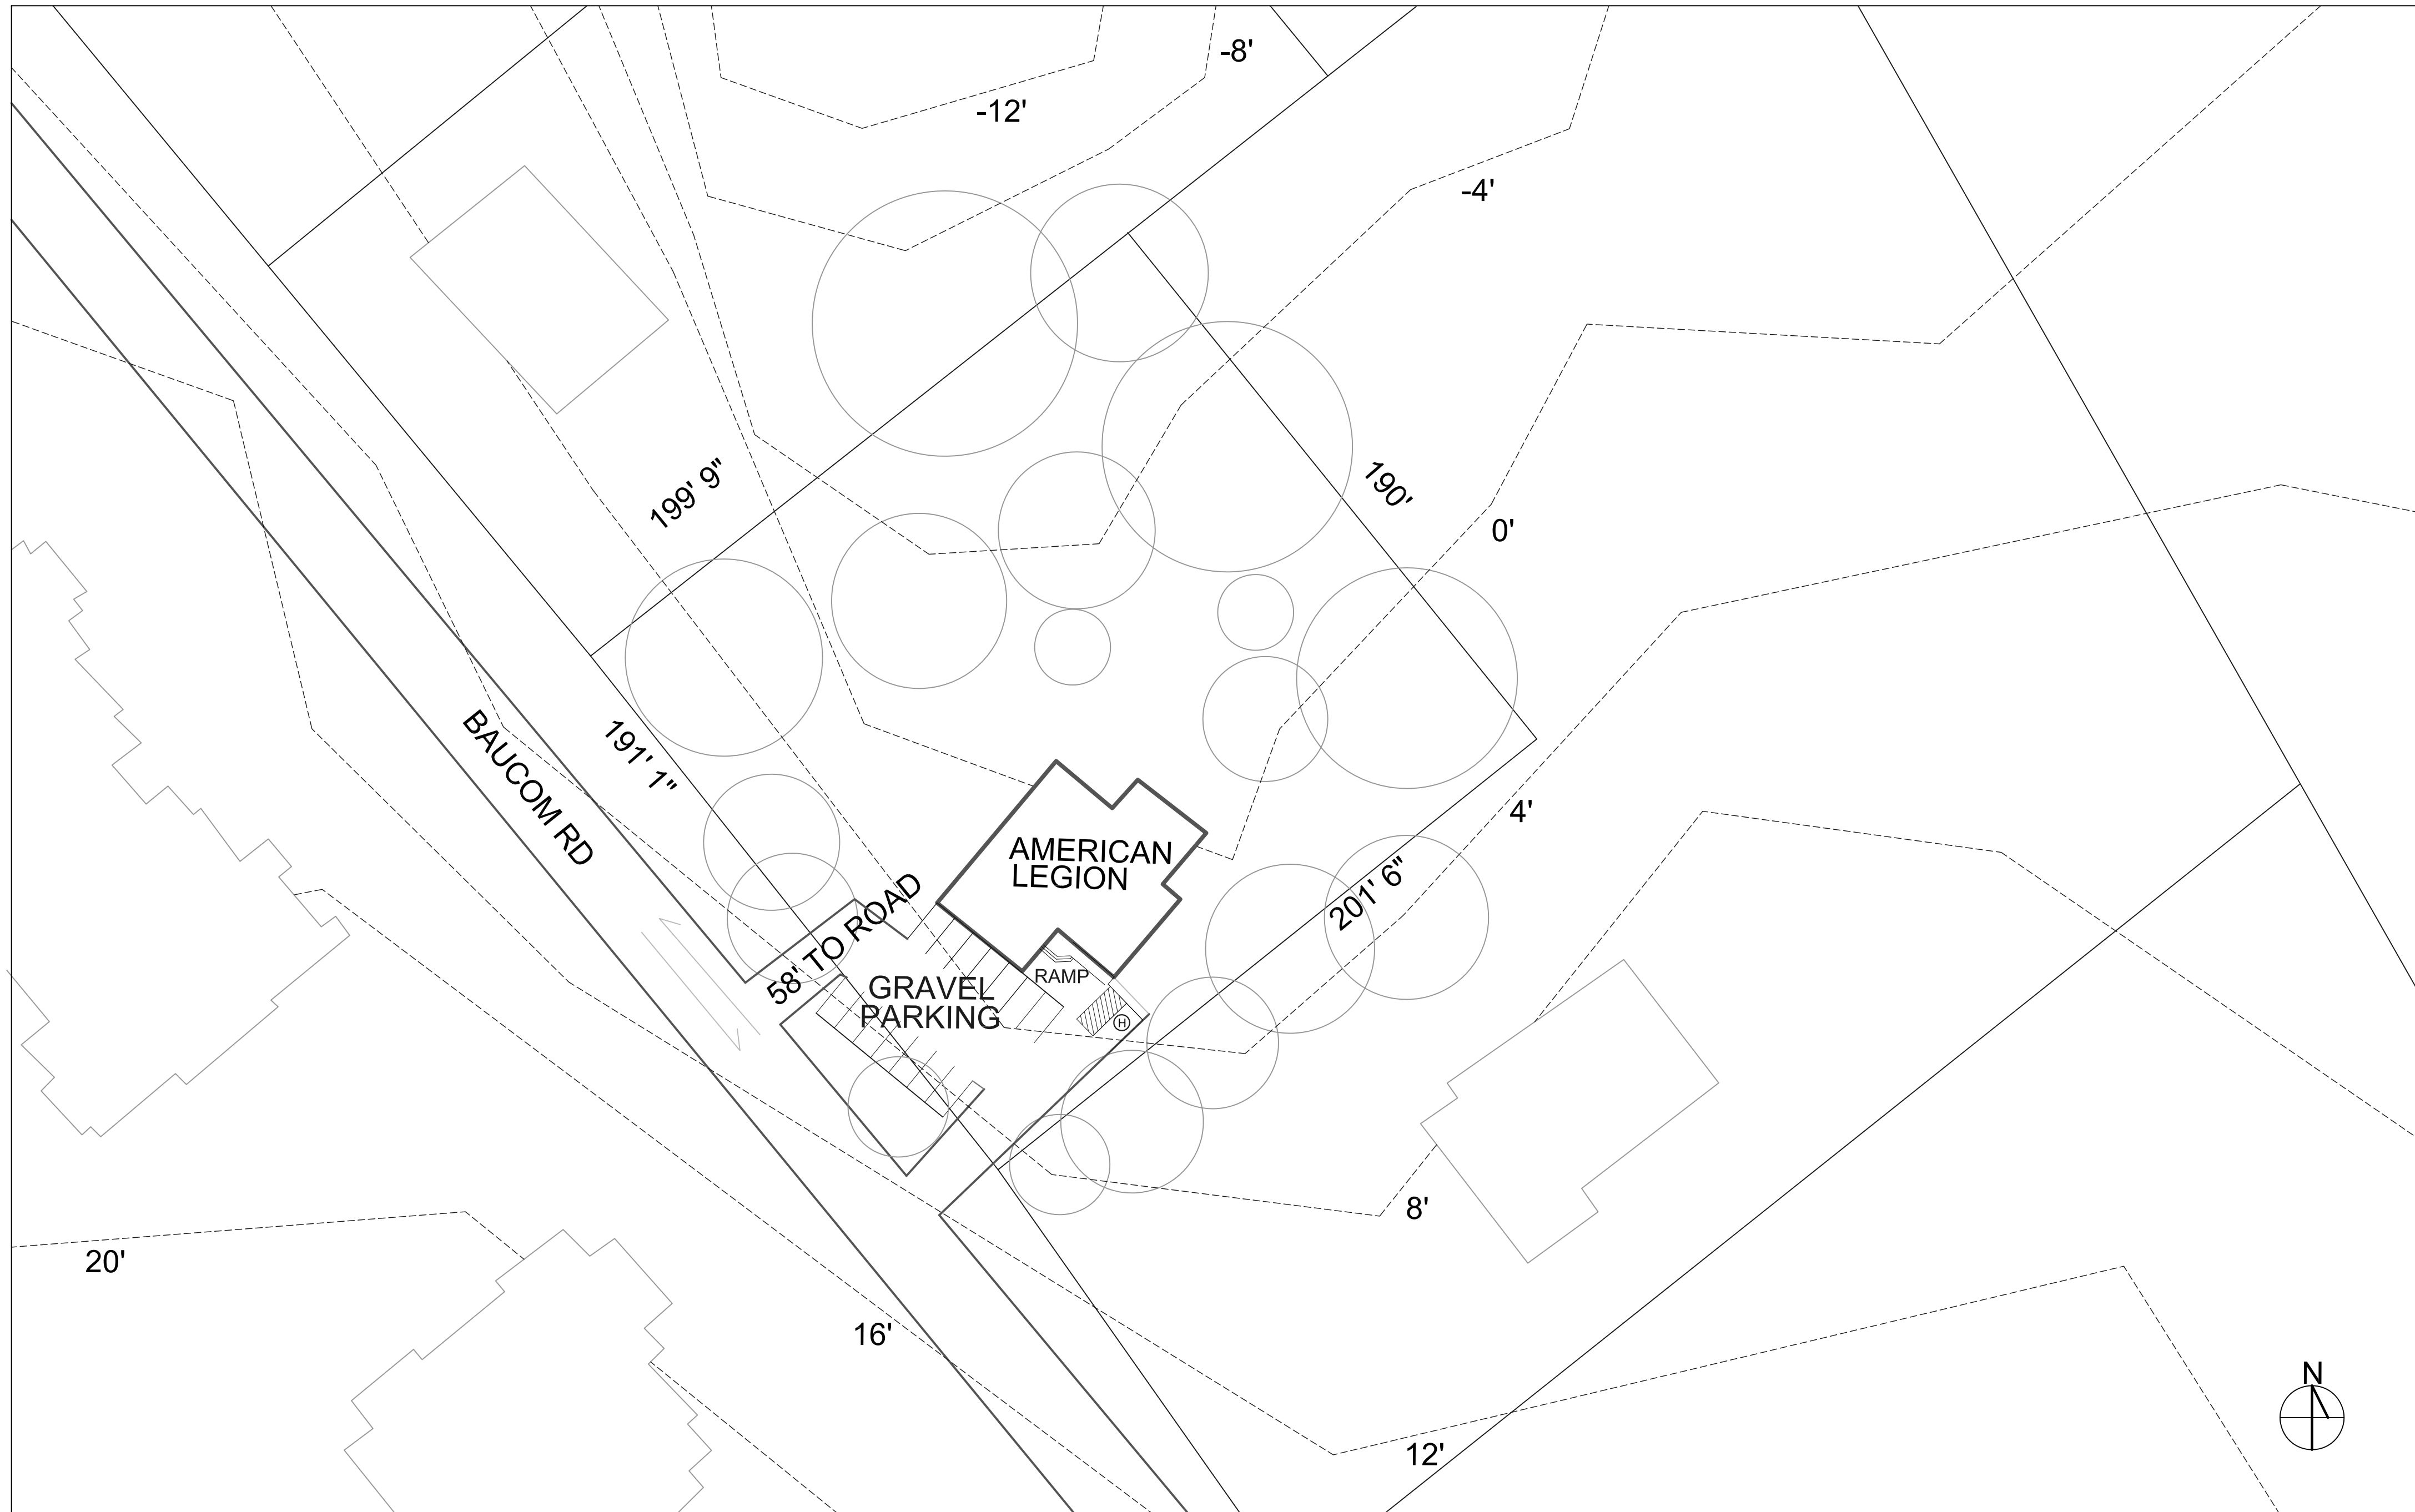 -8'
-12'
-4'
199' 9"
190'
0'
BAUCOM RD
191' 1"
4'
AMERICAN
LEGION
201' 6"
58' TO ROAD
RAMP
GRAVEL
PARKING
H
8'
20'
16'
N
12'